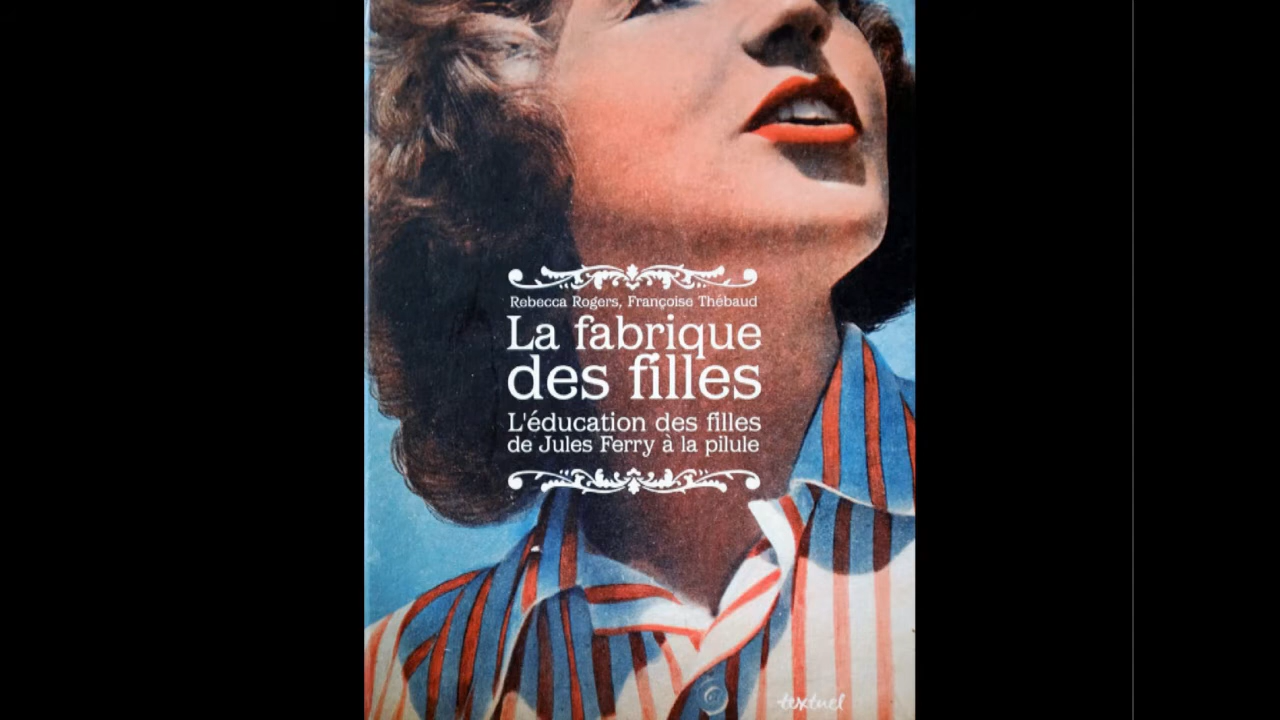 Rebecca Rogers, Françoise Thébaud
La fabrique
des filles
L'éducation des filles
de Jules Ferry à la pilule
textuel